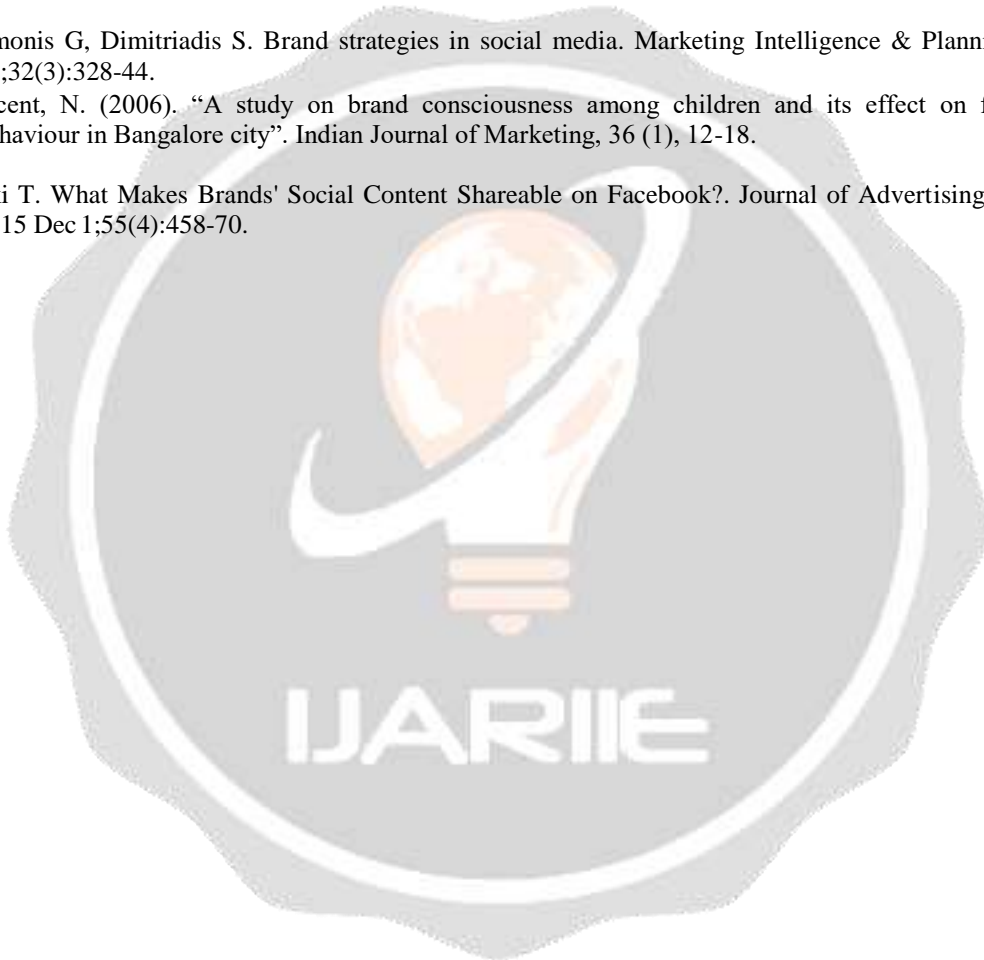 monis G, Dimitriadis S. Brand strategies in social media. Marketing Intelligence & Planni
;32(3):328-44.
cent, N. (2006). “A study on brand consciousness among children and its effect on f
haviour in Bangalore city”. Indian Journal of Marketing, 36 (1), 12-18.
ki T. What Makes Brands' Social Content Shareable on Facebook?. Journal of Advertising
15 Dec 1;55(4):458-70.
IJARIIE